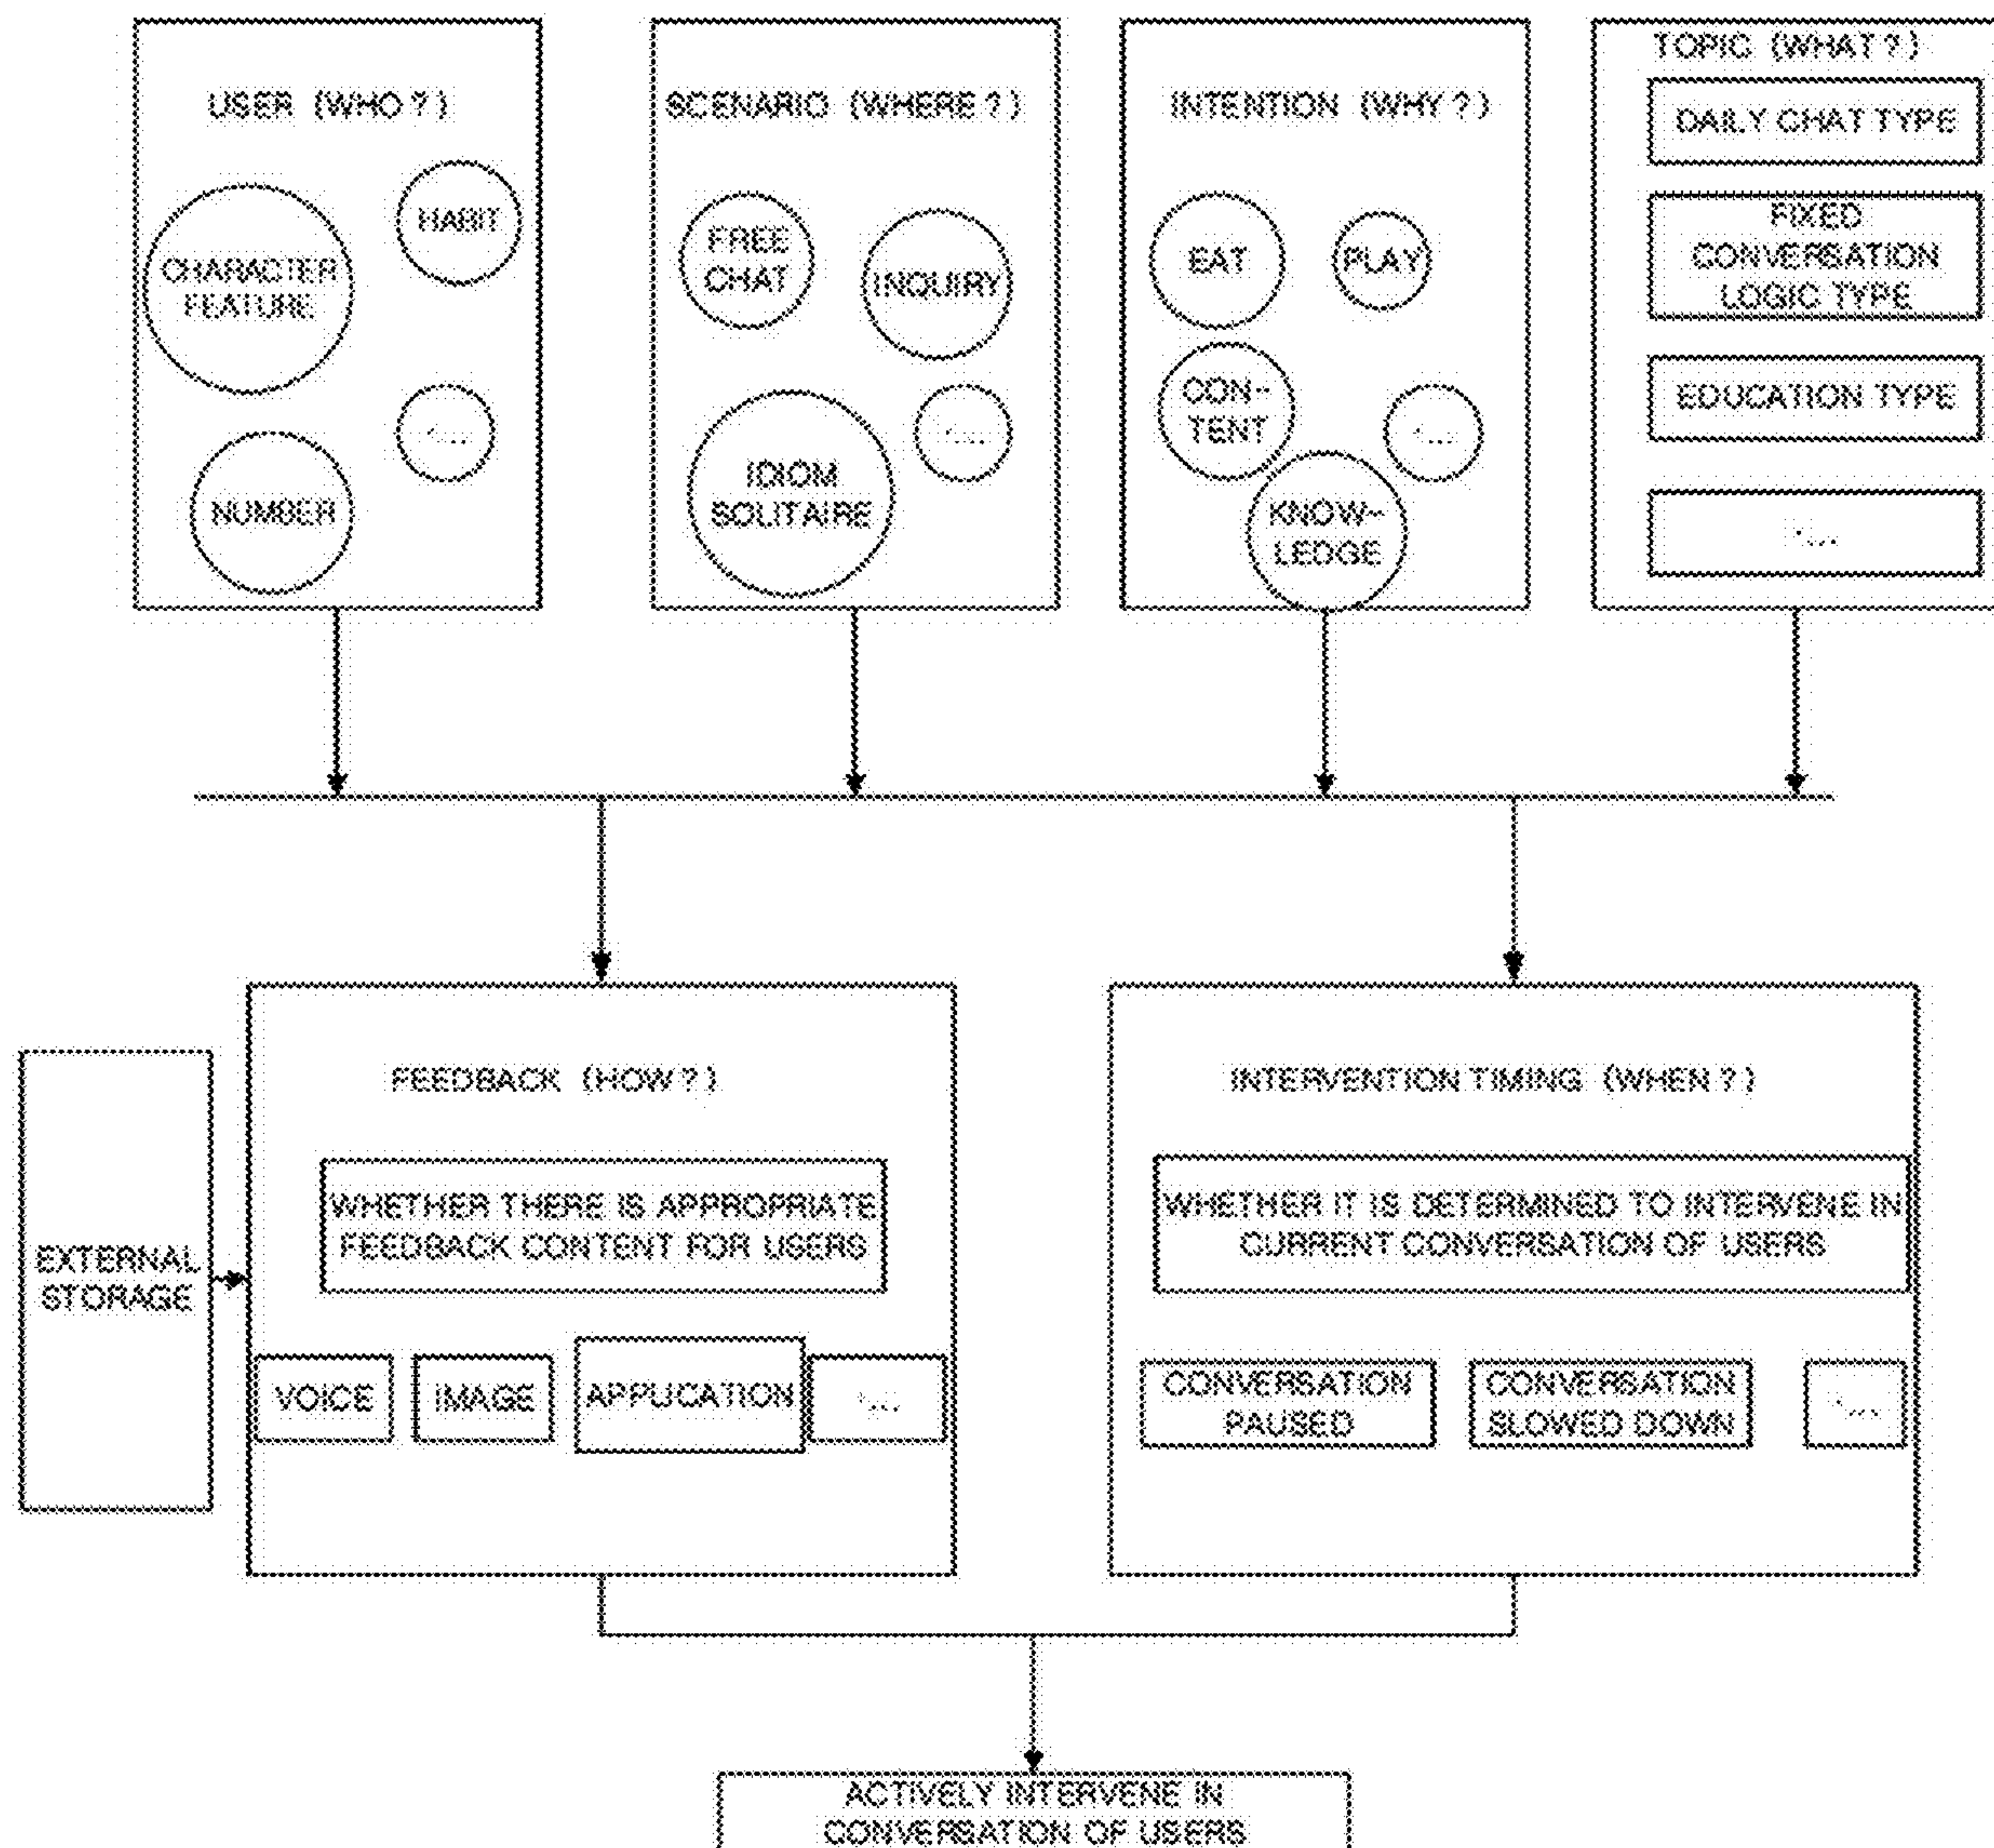 USER (WHO?)
CHARACTER
FEATURE
HABIT
NUMBER
...
SCENARIO (WHERE?)
FREE
CHAT
INQUIRY
IDIOM
SOLITAIRE
...
INTENTION (WHY?)
EAT
PLAY
CON-
TENT
KNOW-
LEDGE
...
TOPIC (WHAT?)
DAILY CHAT TYPE
FIXED
CONVERSATION
LOGIC TYPE
EDUCATION TYPE
...
EXTERNAL
STORAGE
FEEDBACK (HOW?)
WHETHER THERE IS APPROPRIATE
FEEDBACK CONTENT FOR USERS
VOICE
IMAGE
APPLICATION
...
INTERVENTION TIMING (WHEN?)
WHETHER IT IS DETERMINED TO INTERVENE IN
CURRENT CONVERSATION OF USERS
CONVERSATION
PAUSED
CONVERSATION
SLOWED DOWN
...
ACTIVELY INTERVENE IN
CONVERSATION OF USERS